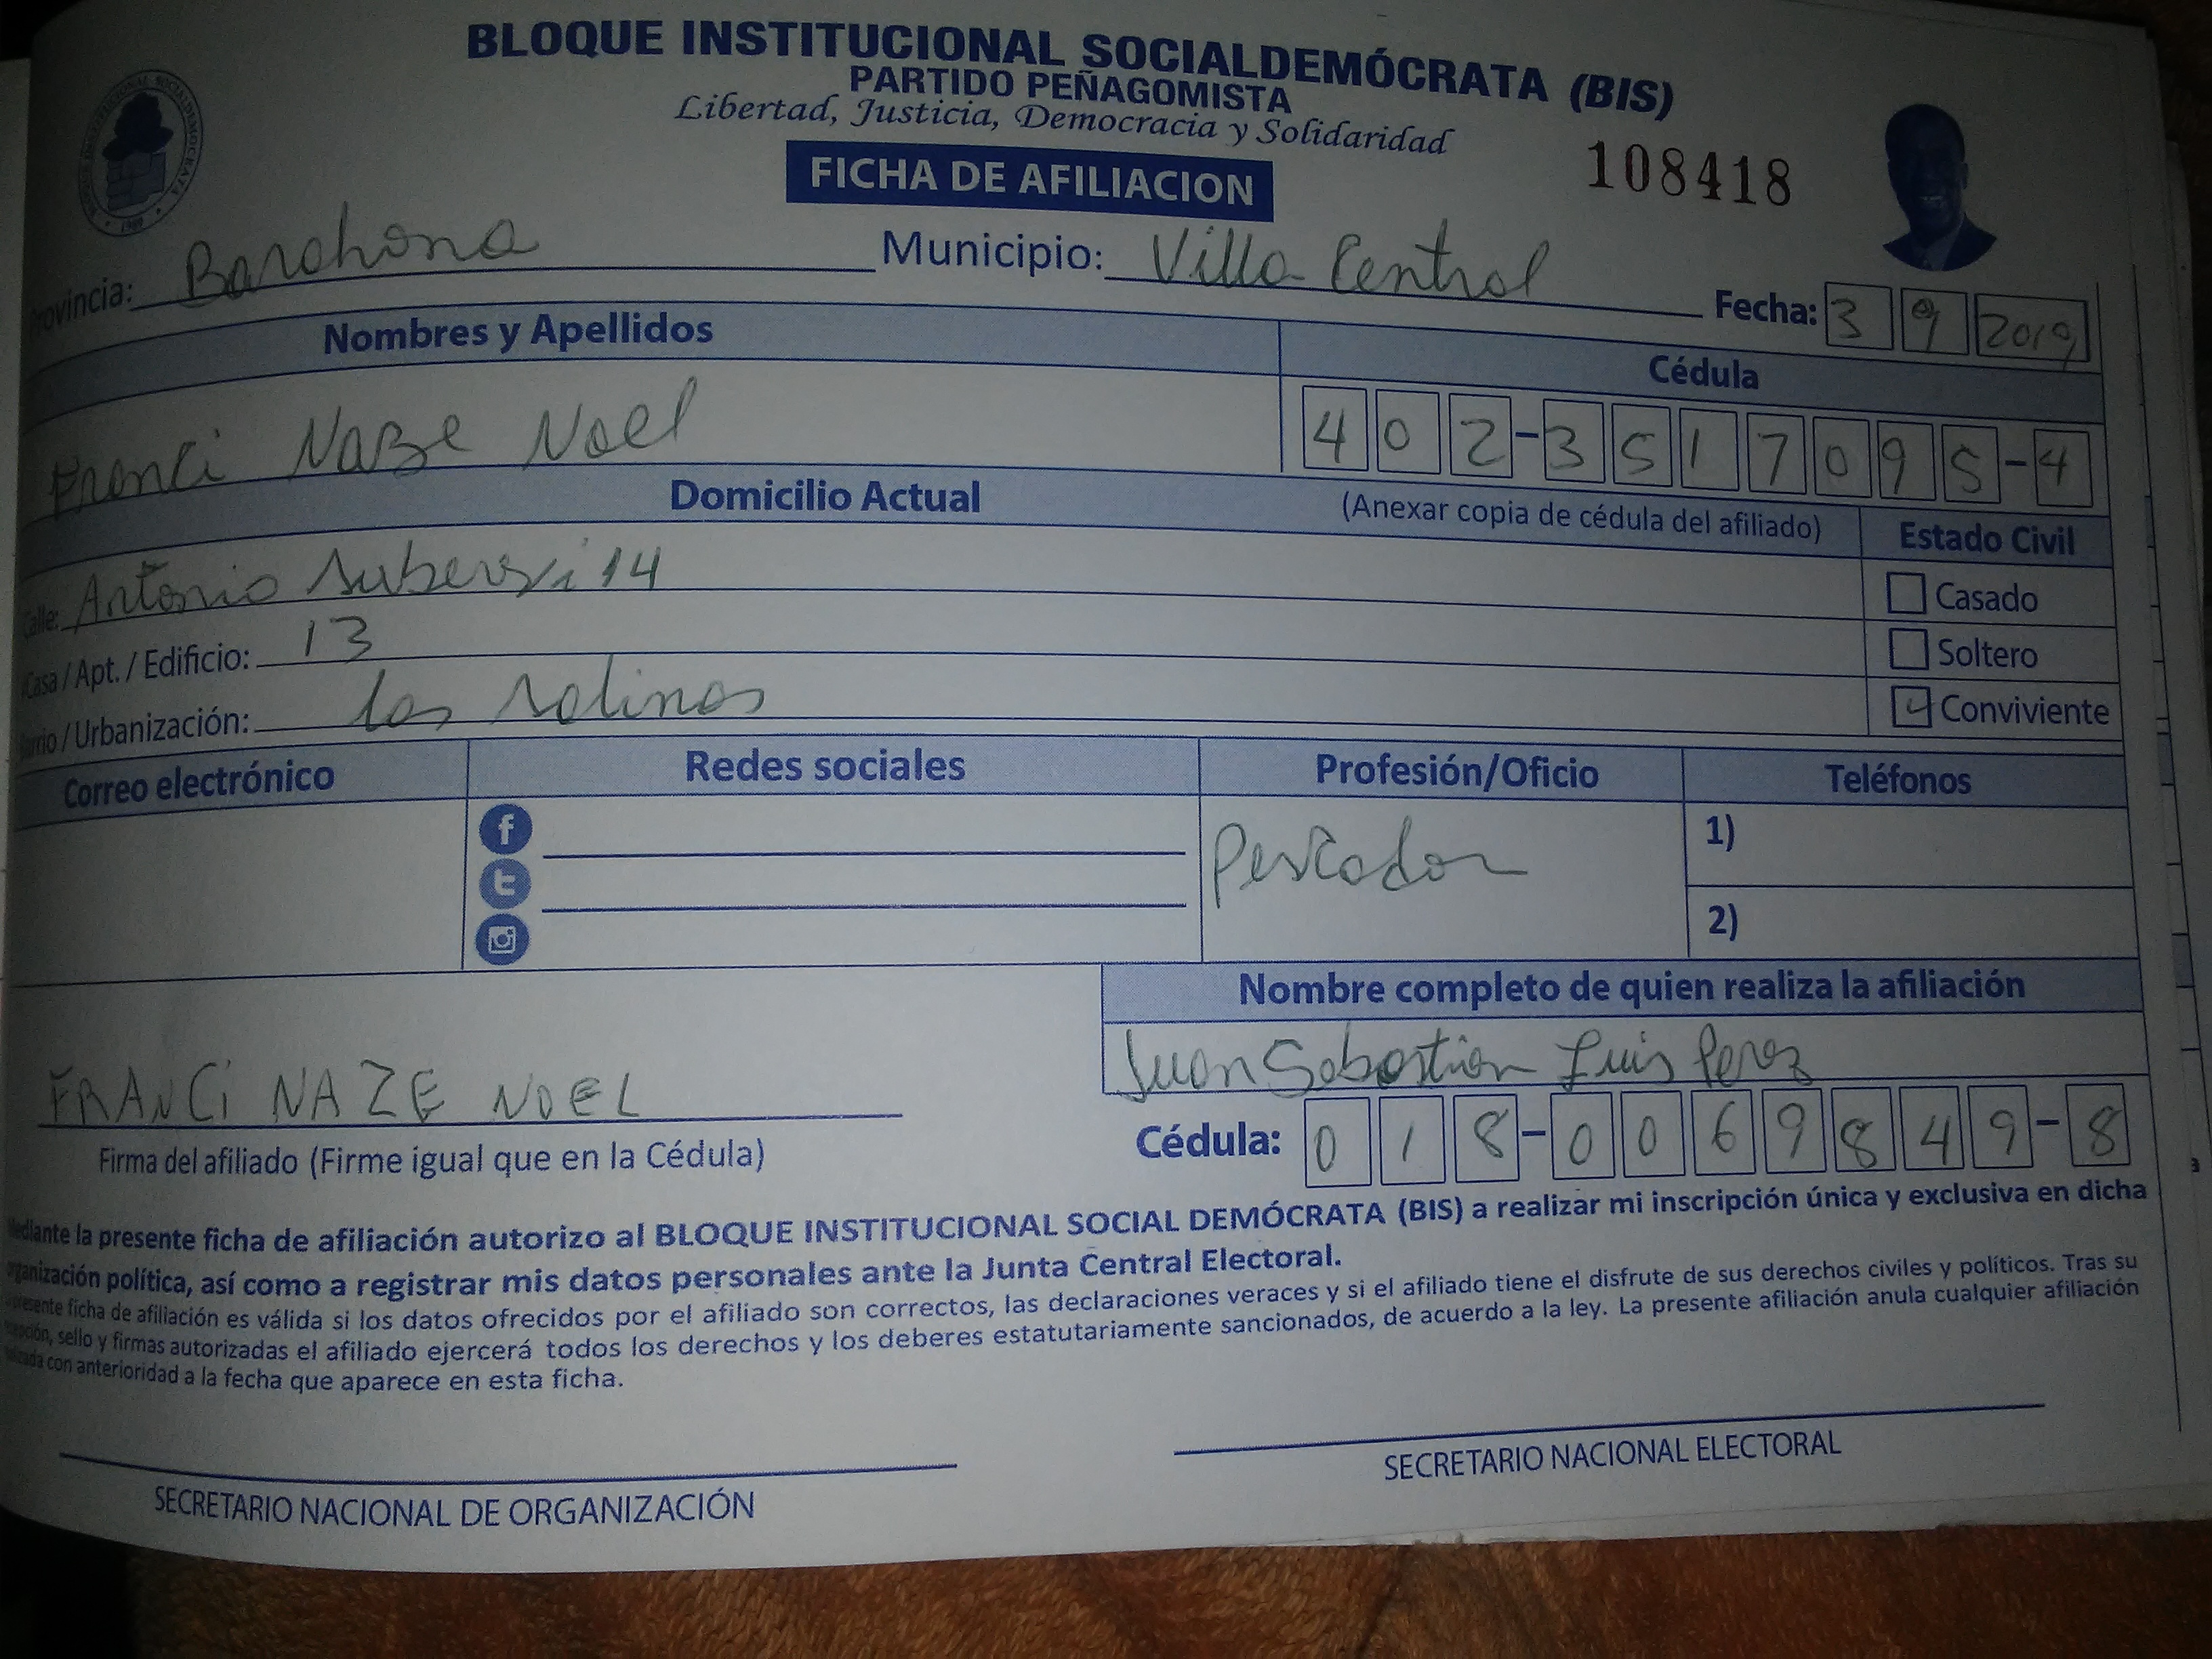 BLOQUE INSTITUCIONAL SOCIALDEMÓCRATA (BIS)
PARTIDO PEÑAGOMISTA
Libertad, Justicia, Democracia y Solidaridad
FICHA DE AFILIACION
108418
Provincia: Barahona Municipio: Villa Central Fecha: 3 9 2019
Nombres y Apellidos Cédula
Franci Naze Noel 402-3517095-4
Domicilio Actual (Anexar copia de cédula del afiliado) Estado Civil
Calle: Antonio Suberví 14
Casado
Casa / Apt. / Edificio: 13
Soltero
Barrio / Urbanización: las salinas
Conviviente
Correo electrónico Redes sociales Profesión/Oficio Teléfonos
Pescador
1)
2)
Nombre completo de quien realiza la afiliación
Juan Sebastian Luis Perez
FRANCI NAZE NOEL
Cédula: 018-0069849-8
Firma del afiliado (Firme igual que en la Cédula)
Mediante la presente ficha de afiliación autorizo al BLOQUE INSTITUCIONAL SOCIAL DEMÓCRATA (BIS) a realizar mi inscripción única y exclusiva en dicha
organización política, así como a registrar mis datos personales ante la Junta Central Electoral.
presente ficha de afiliación es válida si los datos ofrecidos por el afiliado son correctos, las declaraciones veraces y si el afiliado tiene el disfrute de sus derechos civiles y políticos. Tras su
recepción, sello y firmas autorizadas el afiliado ejercerá todos los derechos y los deberes estatutariamente sancionados, de acuerdo a la ley. La presente afiliación anula cualquier afiliación
realizada con anterioridad a la fecha que aparece en esta ficha.
SECRETARIO NACIONAL DE ORGANIZACIÓN
SECRETARIO NACIONAL ELECTORAL